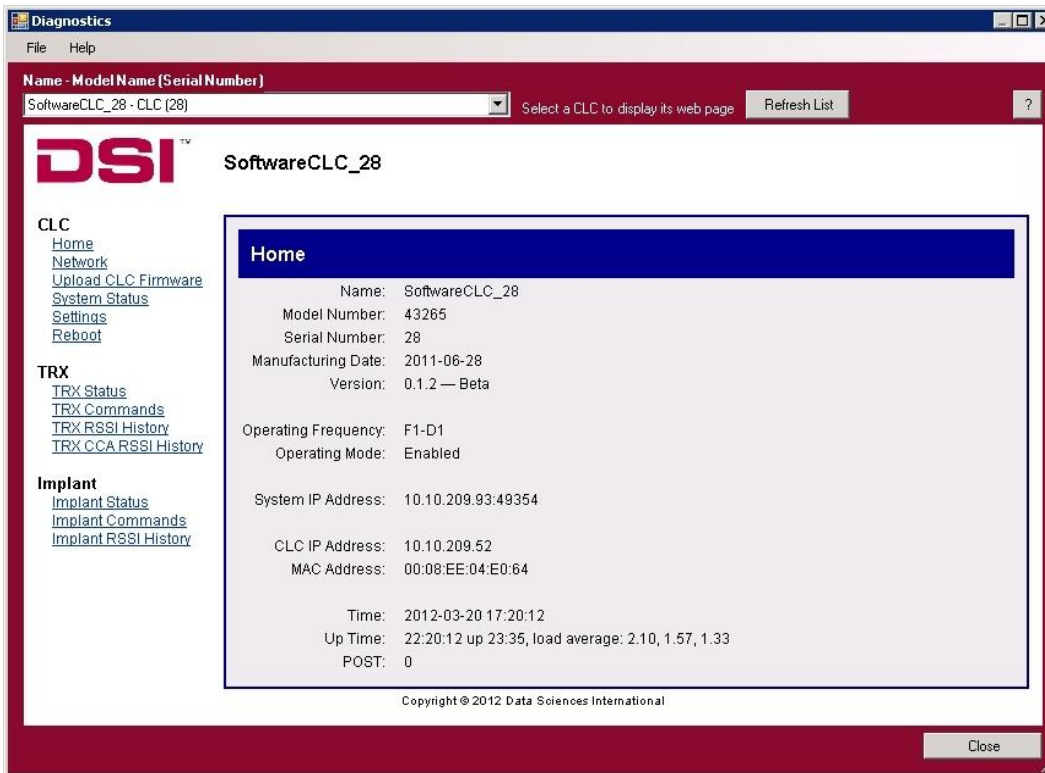 Diagnostics
File Help
Name - Model Name (Serial Number)
SoftwareCLC_28 - CLC (28)
Select a CLC to display its web page
Refresh List
?
DSI™
SoftwareCLC_28
CLC
Home
Network
Upload CLC Firmware
System Status
Settings
Reboot
TRX
TRX Status
TRX Commands
TRX RSSI History
TRX CCA RSSI History
Implant
Implant Status
Implant Commands
Implant RSSI History
Home
Name: SoftwareCLC_28
Model Number: 43265
Serial Number: 28
Manufacturing Date: 2011-06-28
Version: 0.1.2 — Beta
Operating Frequency: F1-D1
Operating Mode: Enabled
System IP Address: 10.10.209.93:49354
CLC IP Address: 10.10.209.52
MAC Address: 00:08:EE:04:E0:64
Time: 2012-03-20 17:20:12
Up Time: 22:20:12 up 23:35, load average: 2.10, 1.57, 1.33
POST: 0
Copyright © 2012 Data Sciences International
Close